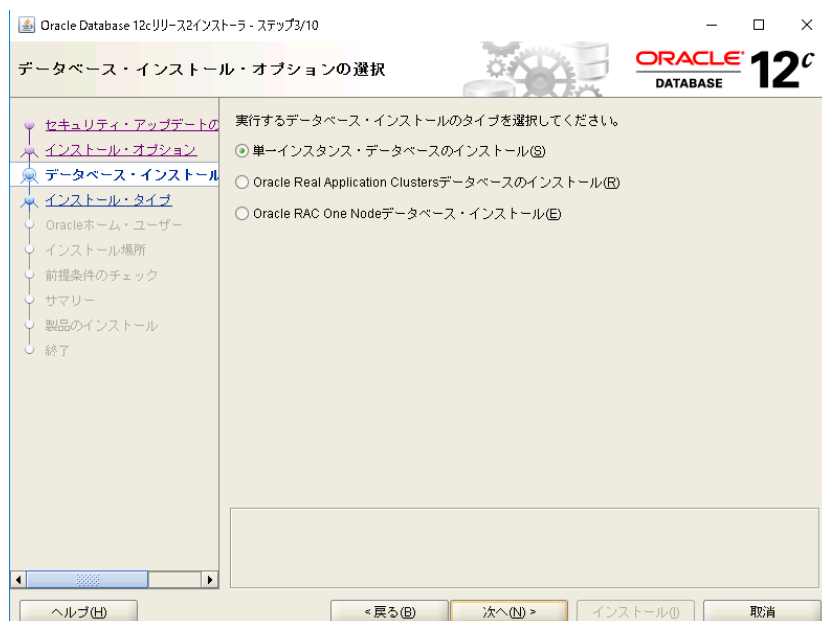 Oracle Database 12cリリース2インストーラ - ステップ3/10
データベース・インストール・オプションの選択
ORACLE
DATABASE
12c
セキュリティ・アップデートの
インストール・オプション
データベース・インストール
インストール・タイプ
Oracleホーム・ユーザー
インストール場所
前提条件のチェック
サマリー
製品のインストール
終了
実行するデータベース・インストールのタイプを選択してください。
単一インスタンス・データベースのインストール(S)
Oracle Real Application Clustersデータベースのインストール(R)
Oracle RAC One Nodeデータベース・インストール(E)
ヘルプ(H)
< 戻る(B)
次へ(N) >
インストール(I)
取消